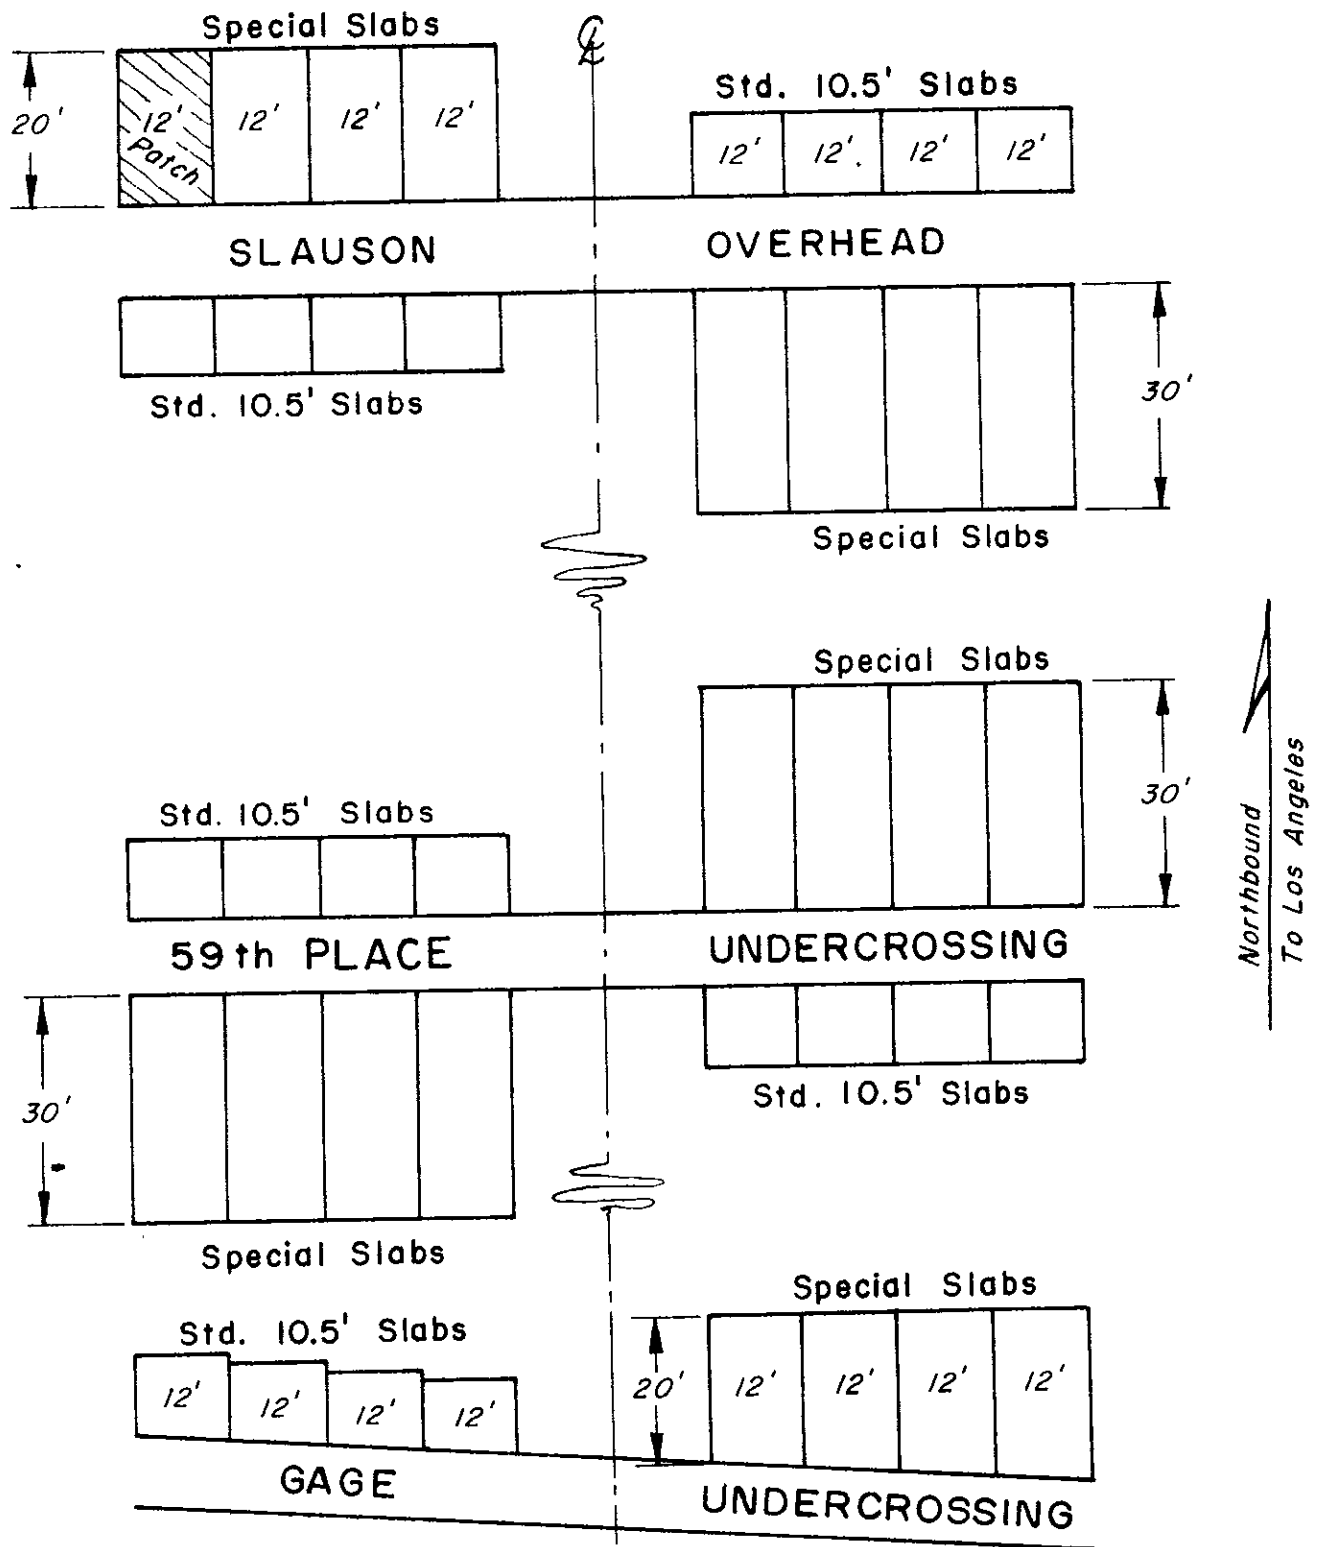 Special Slabs
℄
Std. 10.5' Slabs
20'
12' Patch
12'
12'
12'
12'
12'.
12'
12'
SLAUSON OVERHEAD
Std. 10.5' Slabs
30'
Special Slabs
Special Slabs
30'
Std. 10.5' Slabs
59th PLACE UNDERCROSSING
30'
Std. 10.5' Slabs
Special Slabs
Northbound
To Los Angeles
Special Slabs
Std. 10.5' Slabs
12'
12'
12'
12'
20'
12'
12'
12'
12'
GAGE UNDERCROSSING